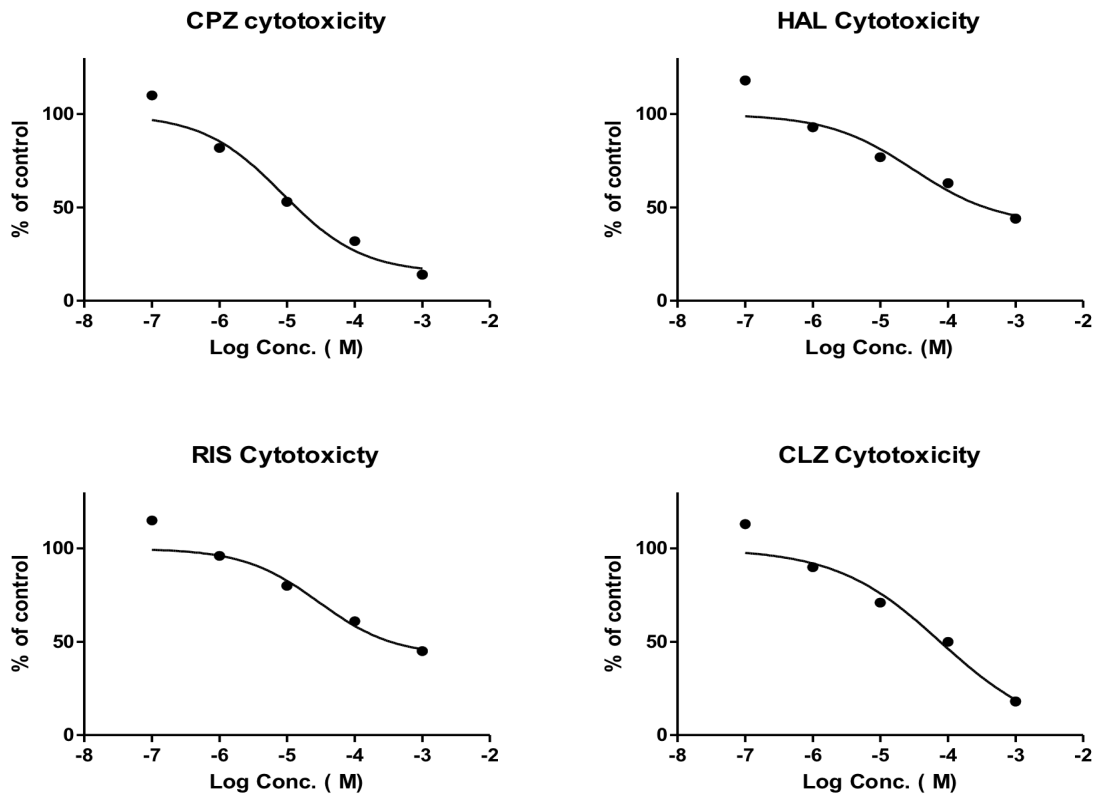 CPZ cytotoxicity
% of control
100
50
0
-8 -7 -6 -5 -4 -3 -2
Log Conc. ( M)
HAL Cytotoxicity
% of control
100
50
0
-8 -7 -6 -5 -4 -3 -2
Log Conc. ( M)
RIS Cytotoxicty
% of control
100
50
0
-8 -7 -6 -5 -4 -3 -2
Log Conc. ( M)
CLZ Cytotoxicity
% of control
100
50
0
-8 -7 -6 -5 -4 -3 -2
Log Conc. ( M)